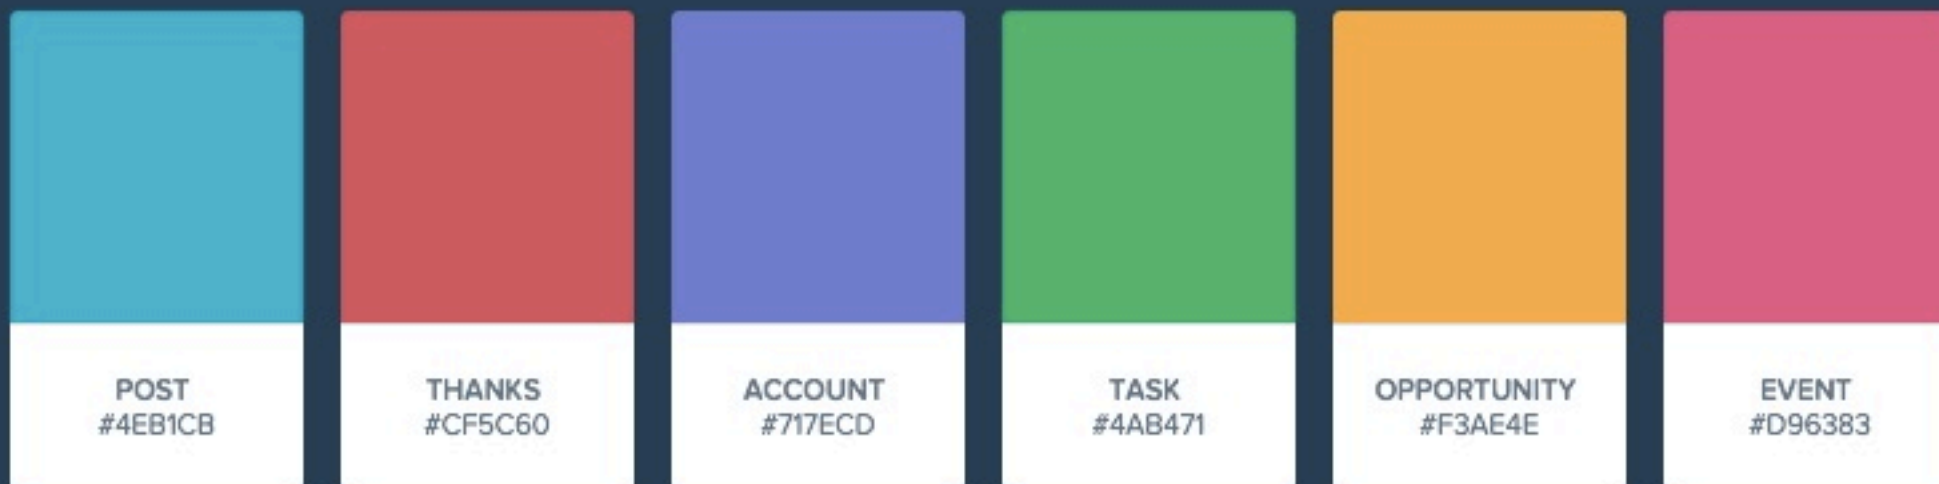 POST
#4EB1CB
THANKS
#CF5C60
ACCOUNT
#717ECD
TASK
#4AB471
OPPORTUNITY
#F3AE4E
EVENT
#D96383